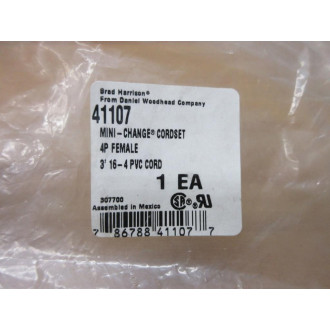 Brad Harrison®
From Daniel Woodhead Company
41107
MINI-CHANGE® CORDSET
4P FEMALE
3' 16-4 PVC CORD
1 EA
307700
Assembled in Mexico
7 86788 41107 7